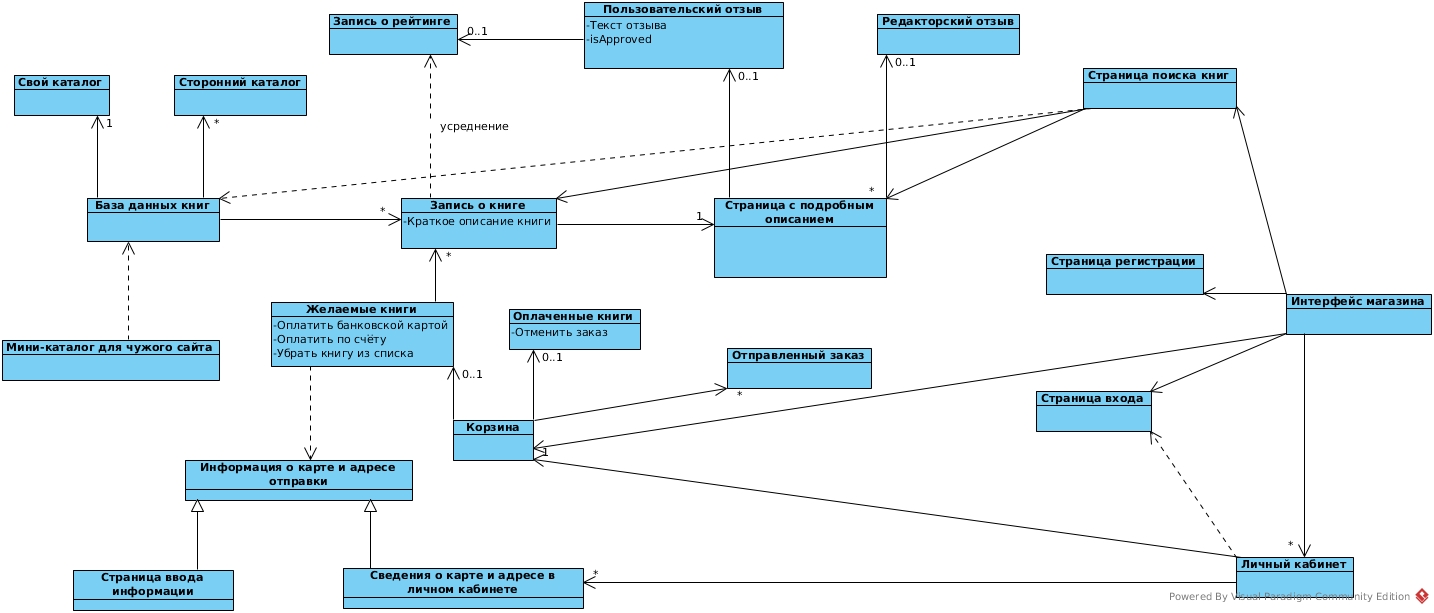 Пользовательский отзыв
-Текст отзыва
-isApproved
Запись о рейтинге
0..1
Редакторский отзыв
0..1
0..1
Страница поиска книг
Свой каталог
Сторонний каталог
1
*
усреднение
База данных книг
*
Запись о книге
-Краткое описание книги
*
1
Страница с подробным
описанием
*
Страница регистрации
Интерфейс магазина
Желаемые книги
-Оплатить банковской картой
-Оплатить по счёту
-Убрать книгу из списка
Оплаченные книги
-Отменить заказ
Мини-каталог для чужого сайта
0..1
0..1
Отправленный заказ
*
Страница входа
Корзина
1
Информация о карте и адресе
отправки
*
Личный кабинет
Страница ввода
информации
Сведения о карте и адресе в
личном кабинете
*
Powered By Visual Paradigm Community Edition